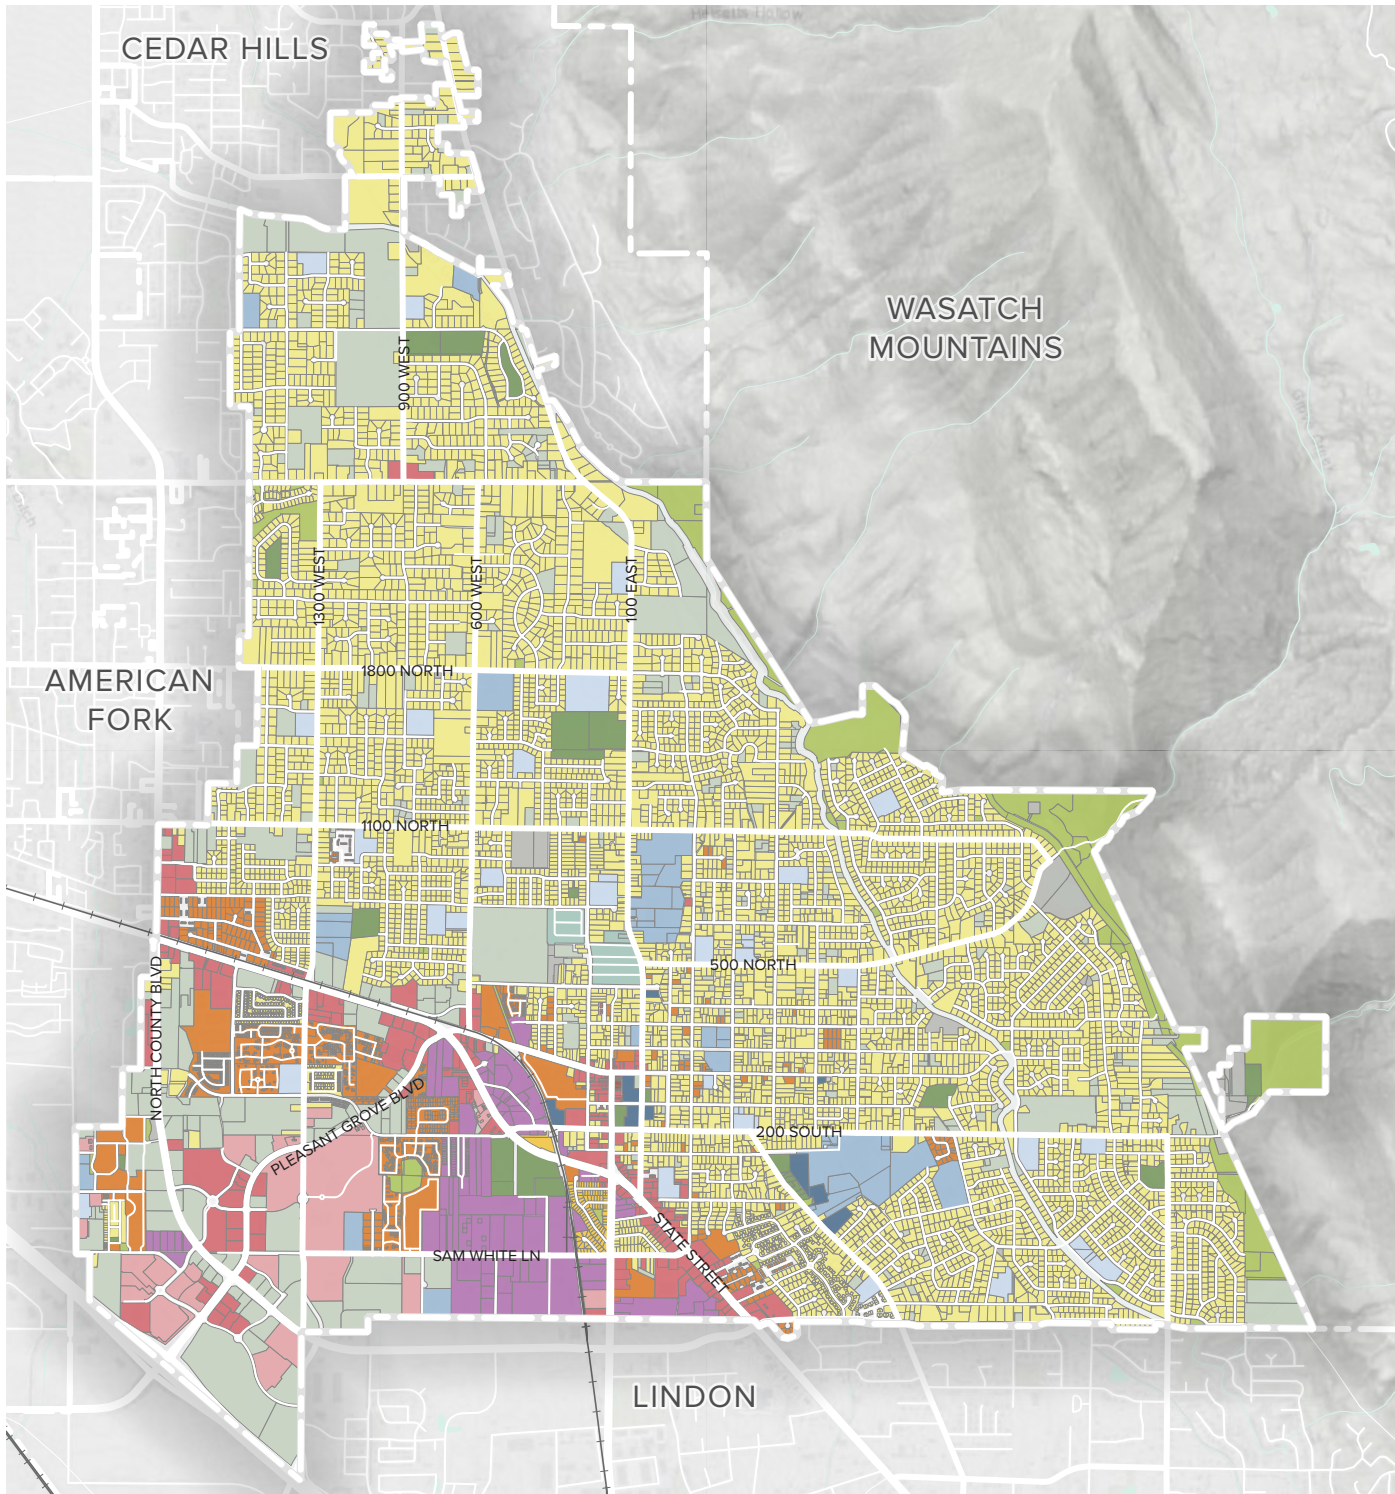 CEDAR HILLS
WASATCH
MOUNTAINS
900 WEST
1300 WEST
600 WEST
100 EAST
1800 NORTH
AMERICAN
FORK
1100 NORTH
500 NORTH
NORTH COUNTY BLVD
PLEASANT GROVE BLVD
200 SOUTH
STATE STREET
SAM WHITE LN
LINDON